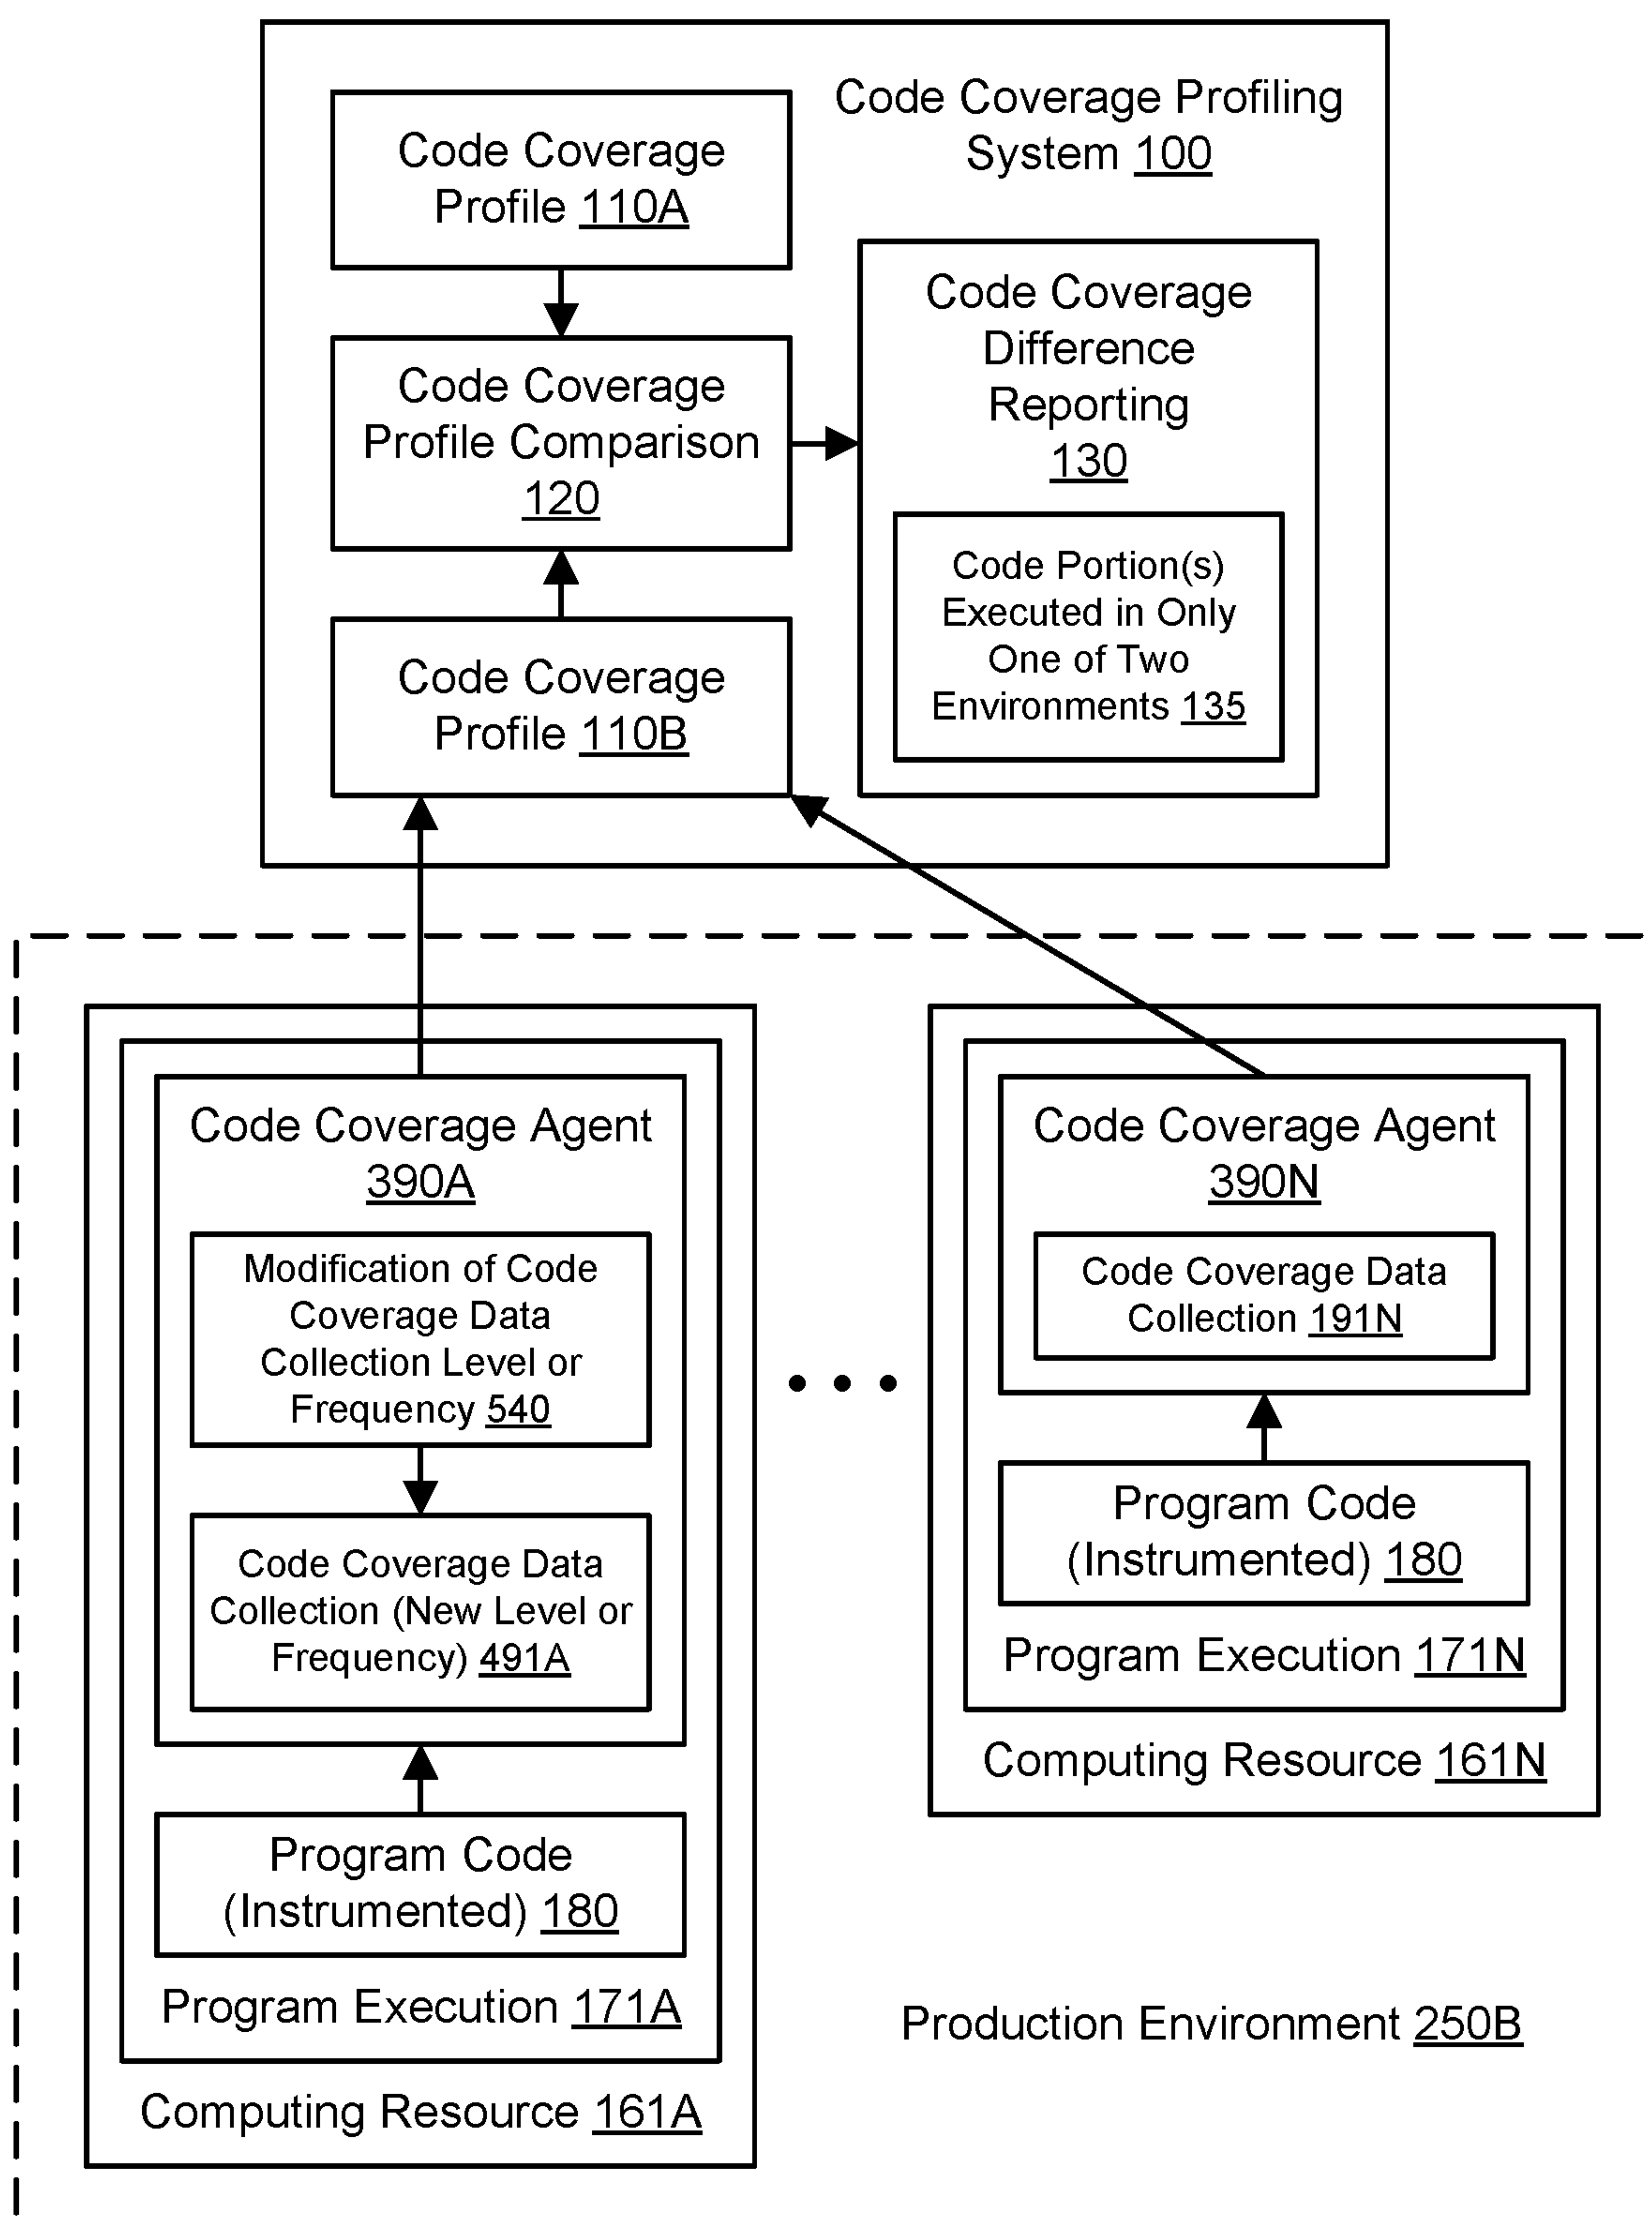 Code Coverage Profiling
System 100
Code Coverage
Profile 110A
Code Coverage
Profile Comparison
120
Code Coverage
Profile 110B
Code Coverage
Difference
Reporting
130
Code Portion(s)
Executed in Only
One of Two
Environments 135
Code Coverage Agent
390A
Modification of Code
Coverage Data
Collection Level or
Frequency 540
Code Coverage Data
Collection (New Level or
Frequency) 491A
Program Code
(Instrumented) 180
Program Execution 171A
Computing Resource 161A
Code Coverage Agent
390N
Code Coverage Data
Collection 191N
Program Code
(Instrumented) 180
Program Execution 171N
Computing Resource 161N
Production Environment 250B